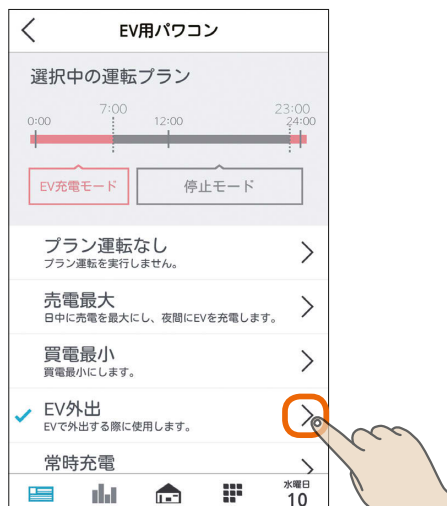 EV用パワコン
選択中の運転プラン
7:00 23:00
0:00 12:00 24:00
EV充電モード 停止モード
プラン運転なし
プラン運転を実行しません。
売電最大
日中に売電を最大にし、夜間にEVを充電します。
買電最小
買電最小にします。
EV外出
EVで外出する際に使用します。
常時充電
水曜日
10